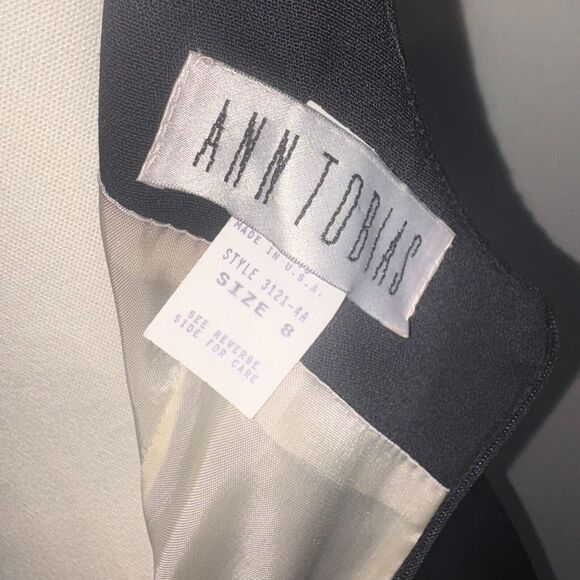 ANN TOBIAS
MADE IN U.S.A.
STYLE 3121-4A
SIZE 8
SEE REVERSE
SIDE FOR CARE